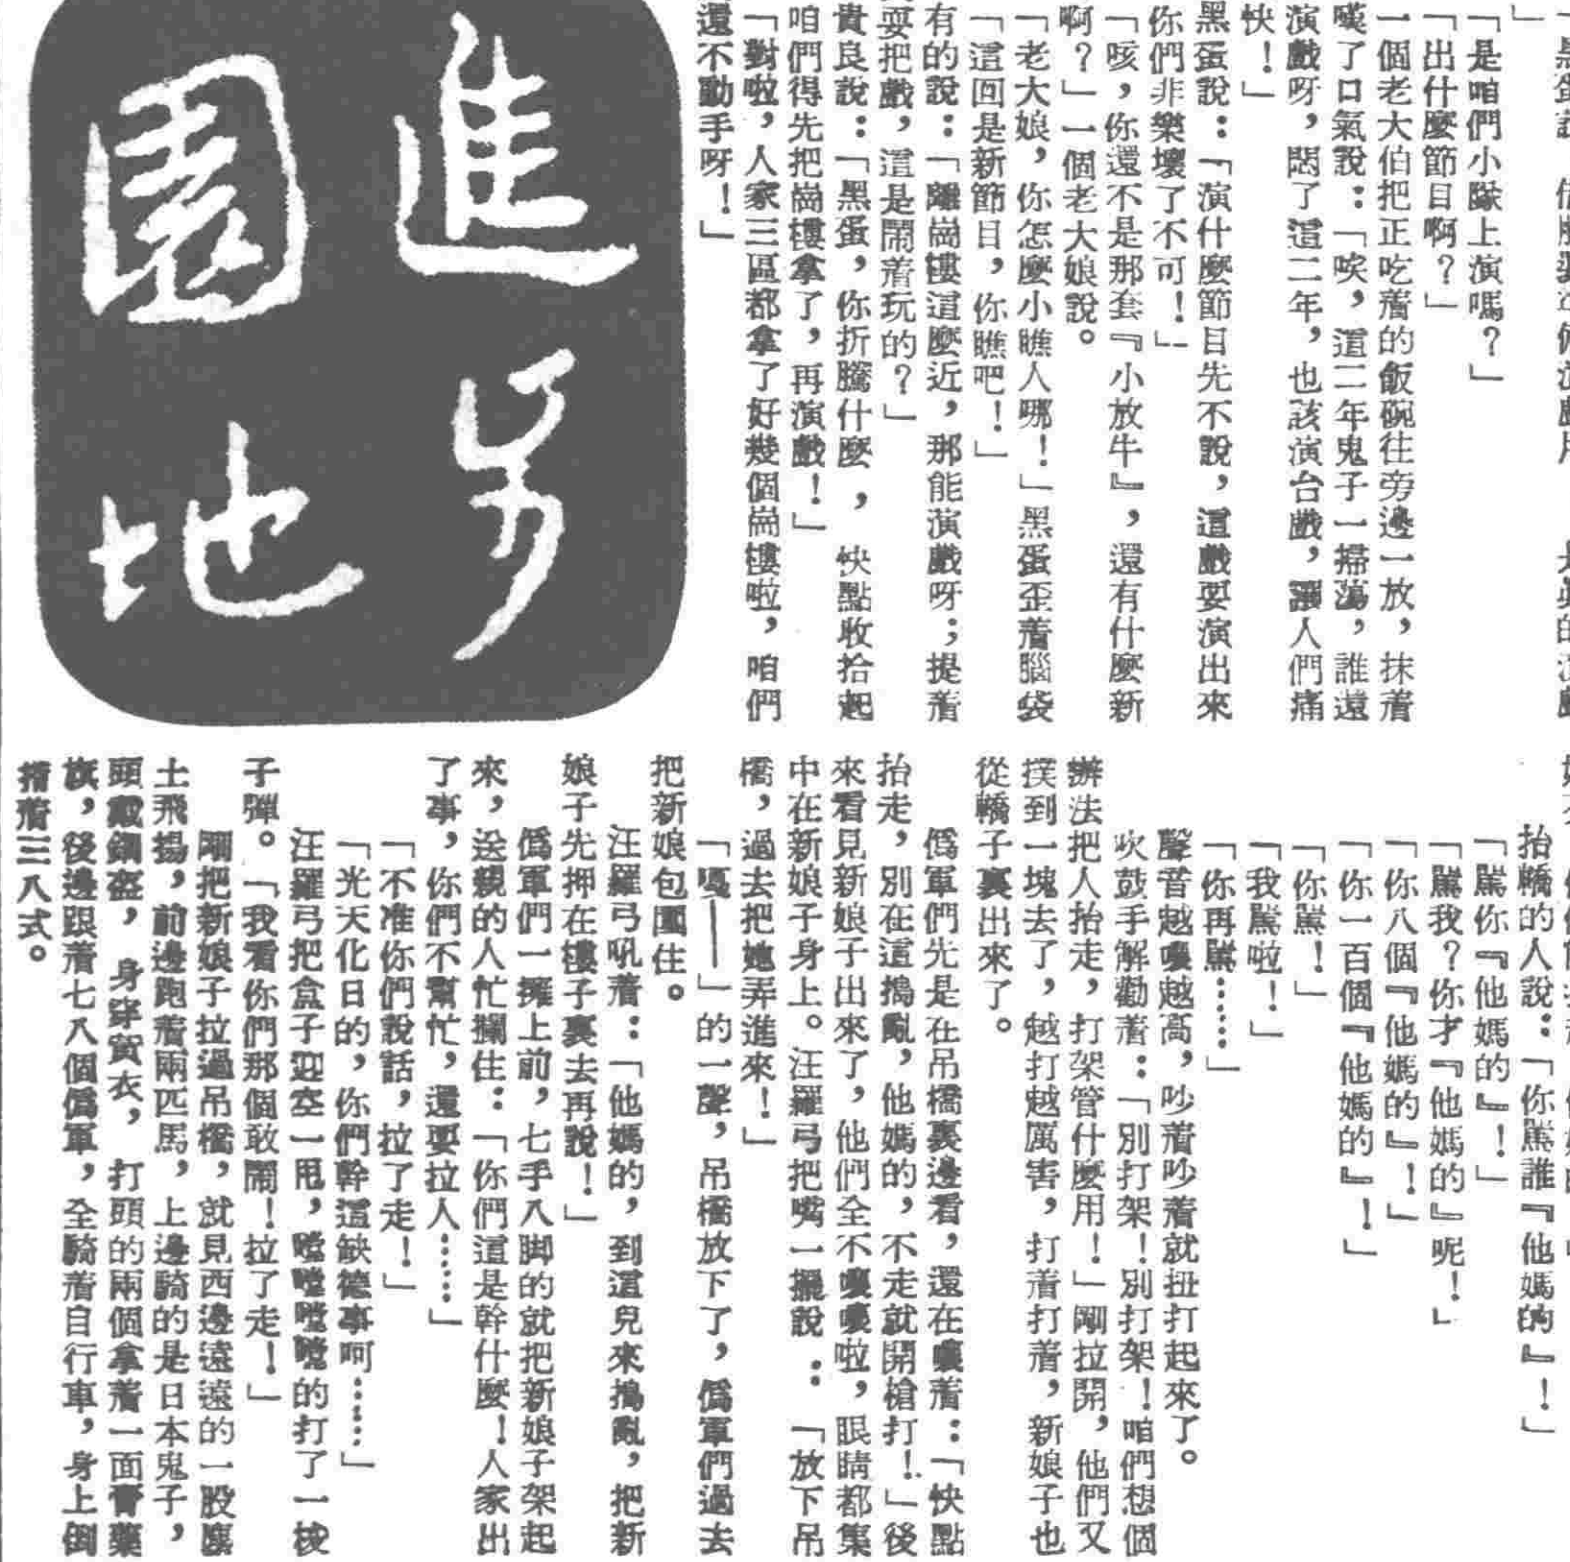 」
「是咱們小隊上演嗎？」
「出什麼節目啊？」
一個老大伯把正吃着的飯碗往旁邊一放，抹着
嘆了口氣說：「唉，這二年鬼子一掃蕩，誰還
演戲呀，悶了這二年，也該演台戲，讓人們痛
快！」
黑蛋說：「演什麼節目先不說，這戲要演出來
你們非樂壞了不可！」
「咳，你還不是那套『小放牛』，還有什麼新
啊？」一個老大娘說。
「老大娘，你怎麼小瞧人哪！」黑蛋歪着腦袋
「這回是新節目，你瞧吧！」
有的說：「離崗樓這麼近，那能演戲呀；提着
耍把戲，這是鬧着玩的？」
貴良說：「黑蛋，你折騰什麼，快點收拾起
咱們得先把崗樓拿了，再演戲！」
「對啦，人家三區都拿了好幾個崗樓啦，咱們
還不動手呀！」
進步
園地
抬轎的人說：「你罵誰『他媽的』！」
「罵你『他媽的』！」
「罵我？你才『他媽的』呢！」
「你八個『他媽的』！」
「你一百個『他媽的』！」
「你罵！」
「我罵啦！」
「你再罵……」
聲音越嚷越高，吵着吵着就扭打起來了。
吹鼓手解勸着：「別打架！別打架！咱們想個
辦法把人抬走，打架管什麼用！」剛拉開，他們又
撲到一塊去了，越打越厲害，打着打着，新娘子也
從轎子裏出來了。
偽軍們先是在吊橋裏邊看，還在嚷着：「快點
抬走，別在這搗亂，他媽的，不走就開槍打！」後
來看見新娘子出來了，他們全不嚷嚷啦，眼睛都集
中在新娘子身上。汪羅弓把嘴一擺說：「放下吊
橋，過去把她弄進來！」
「嘎——」的一聲，吊橋放下了，偽軍們過去
把新娘包圍住。
汪羅弓吼着：「他媽的，到這兒來搗亂，把新
娘子先押在樓子裏去再說！」
偽軍們一擁上前，七手八脚的就把新娘子架起
來，送親的人忙攔住：「你們這是幹什麼！人家出
了事，你們不幫忙，還要拉人……」
「不准你們說話，拉了走！」
「光天化日的，你們幹這缺德事呵……」
汪羅弓把盒子迎空一甩，噹噹噹噹的打了一梭
子彈。「我看你們那個敢鬧！拉了走！」
剛把新娘子拉過吊橋，就見西邊遠遠的一股塵
土飛揚，前邊跑着兩匹馬，上邊騎的是日本鬼子，
頭戴鋼盔，身穿黃衣，打頭的兩個拿着一面膏藥
旗，後邊跟着七八個偽軍，全騎着自行車，身上倒
揹着三八式。